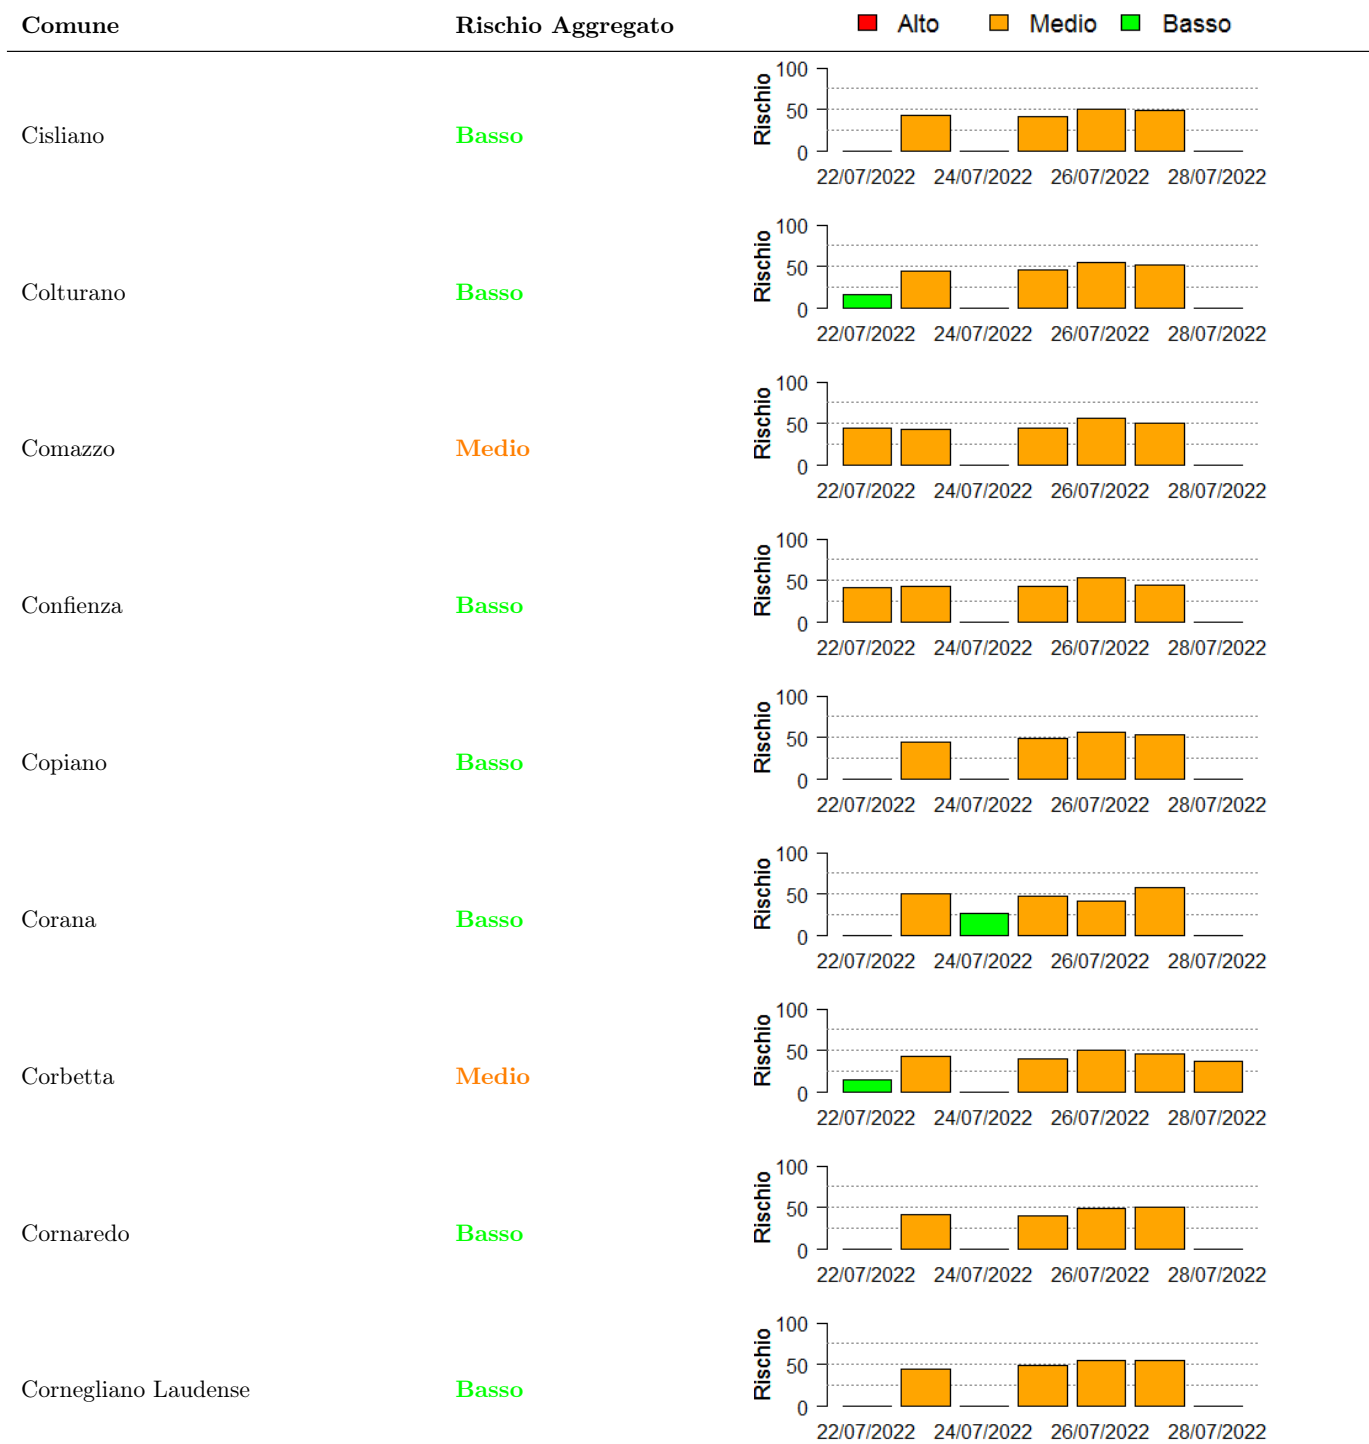 Comune Rischio Aggregato Alto Medio Basso
100
50
0
Rischio
Cisliano Basso
22/07/2022 24/07/2022 26/07/2022 28/07/2022
100
50
0
Rischio
Colturano Basso
22/07/2022 24/07/2022 26/07/2022 28/07/2022
100
50
0
Rischio
Comazzo Medio
22/07/2022 24/07/2022 26/07/2022 28/07/2022
100
50
0
Rischio
Confienza Basso
22/07/2022 24/07/2022 26/07/2022 28/07/2022
100
50
0
Rischio
Copiano Basso
22/07/2022 24/07/2022 26/07/2022 28/07/2022
100
50
0
Rischio
Corana Basso
22/07/2022 24/07/2022 26/07/2022 28/07/2022
100
50
0
Rischio
Corbetta Medio
22/07/2022 24/07/2022 26/07/2022 28/07/2022
100
50
0
Rischio
Cornaredo Basso
22/07/2022 24/07/2022 26/07/2022 28/07/2022
100
50
0
Rischio
Cornegliano Laudense Basso
22/07/2022 24/07/2022 26/07/2022 28/07/2022